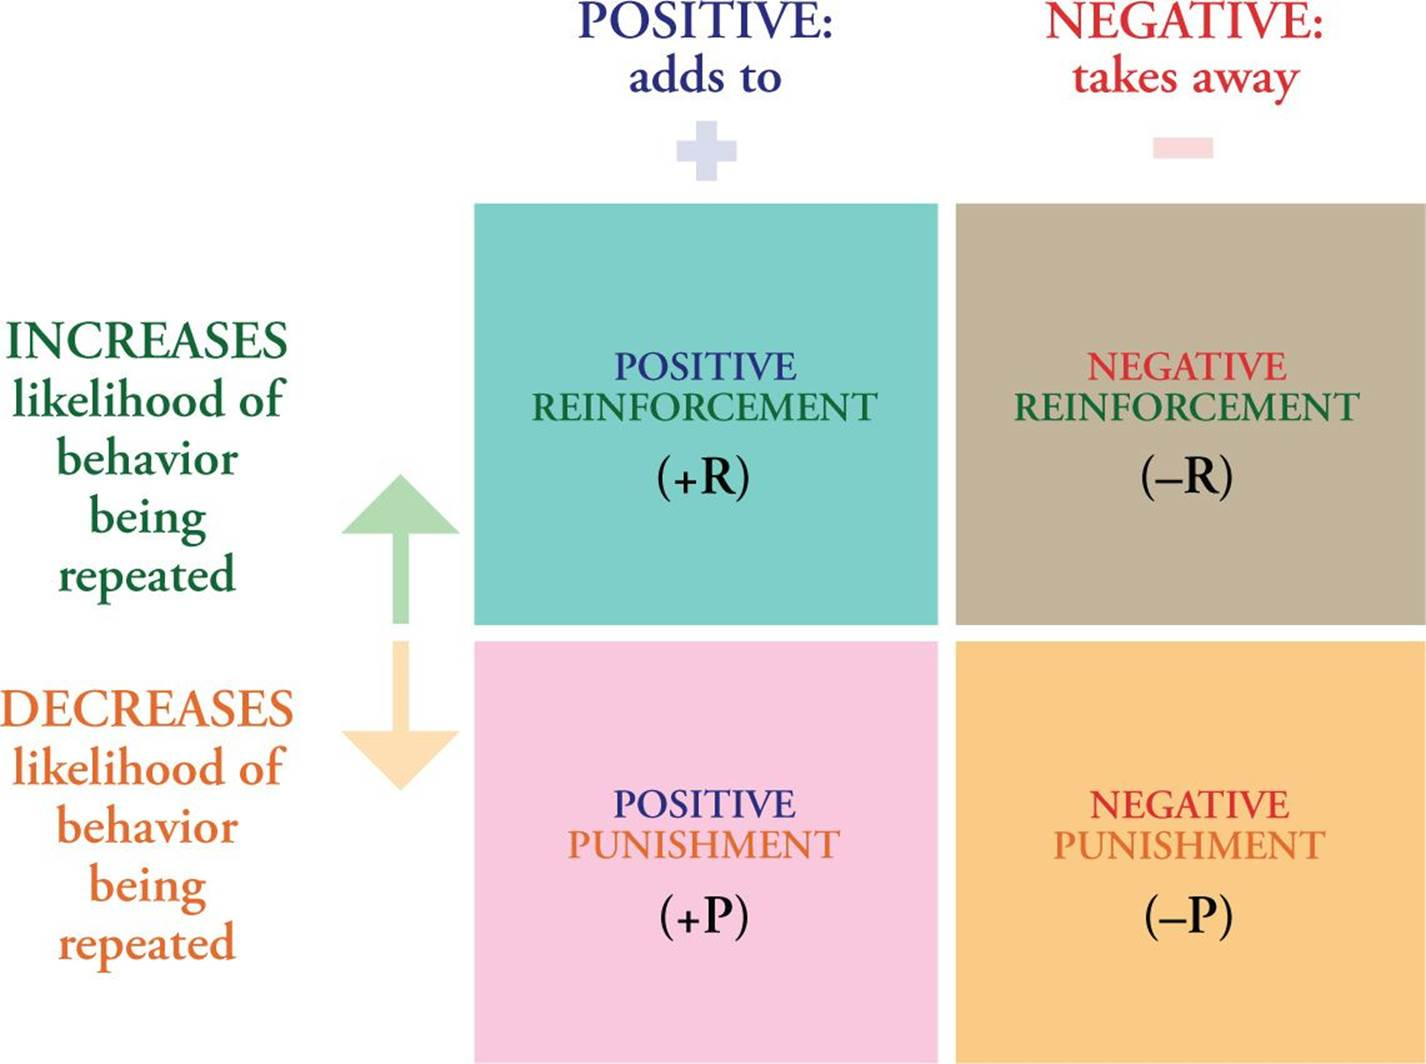 POSITIVE:
adds to
NEGATIVE:
takes away
INCREASES
likelihood of
behavior
being
repeated
POSITIVE
REINFORCEMENT
(+R)
NEGATIVE
REINFORCEMENT
(–R)
DECREASES
likelihood of
behavior
being
repeated
POSITIVE
PUNISHMENT
(+P)
NEGATIVE
PUNISHMENT
(–P)